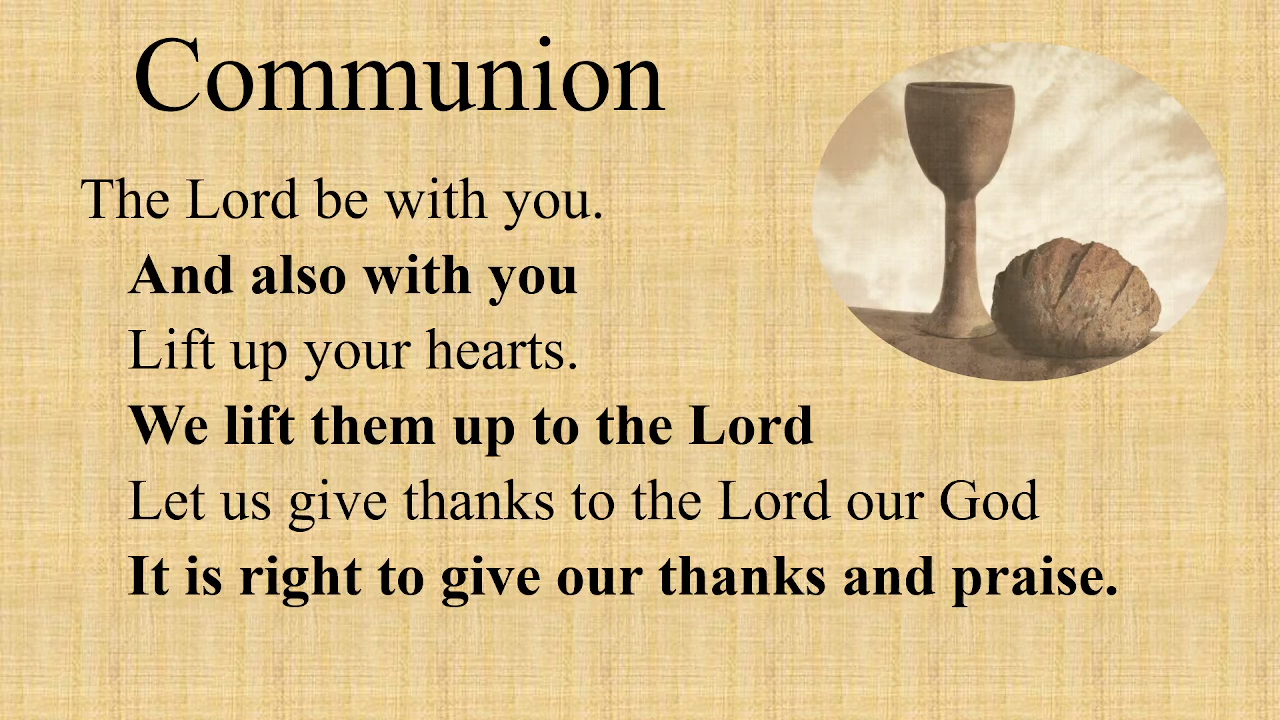 Communion
The Lord be with you.
And also with you
Lift up your hearts.
We lift them up to the Lord
Let us give thanks to the Lord our God
It is right to give our thanks and praise.